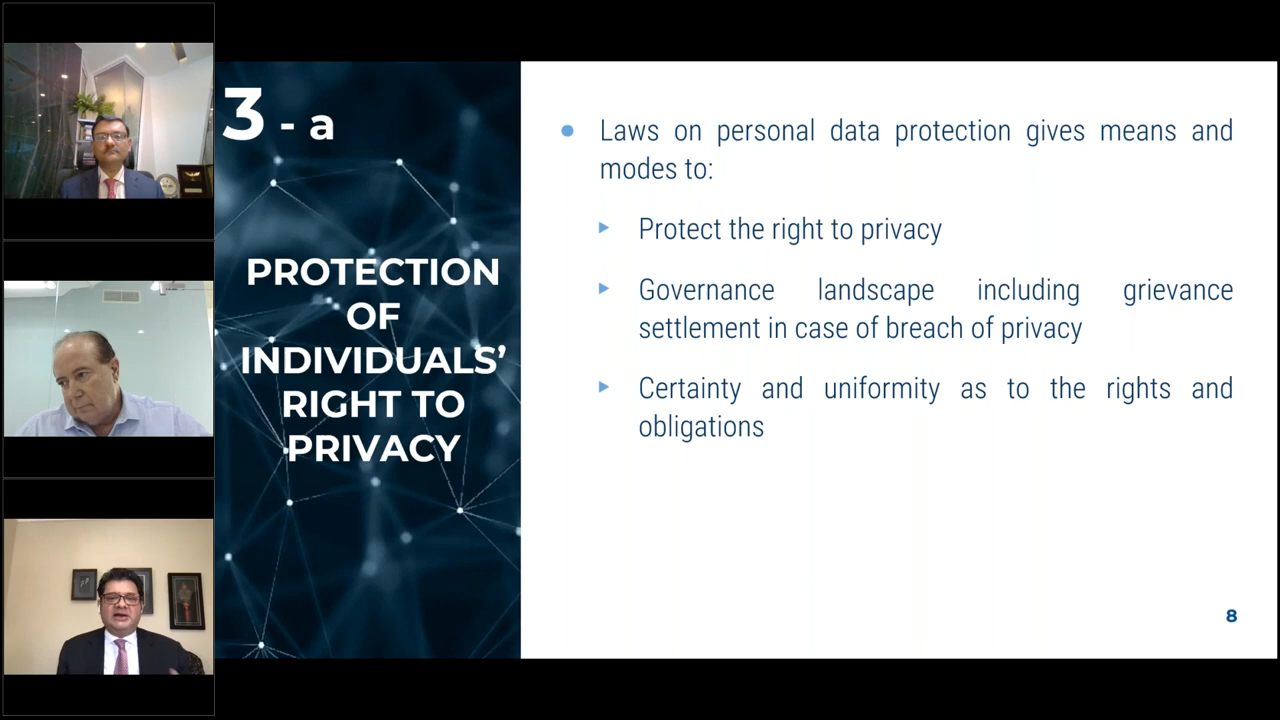 3 - a
PROTECTION
OF
INDIVIDUALS’
RIGHT TO
PRIVACY
Laws on personal data protection gives means and
modes to:
Protect the right to privacy
Governance landscape including grievance
settlement in case of breach of privacy
Certainty and uniformity as to the rights and
obligations
8